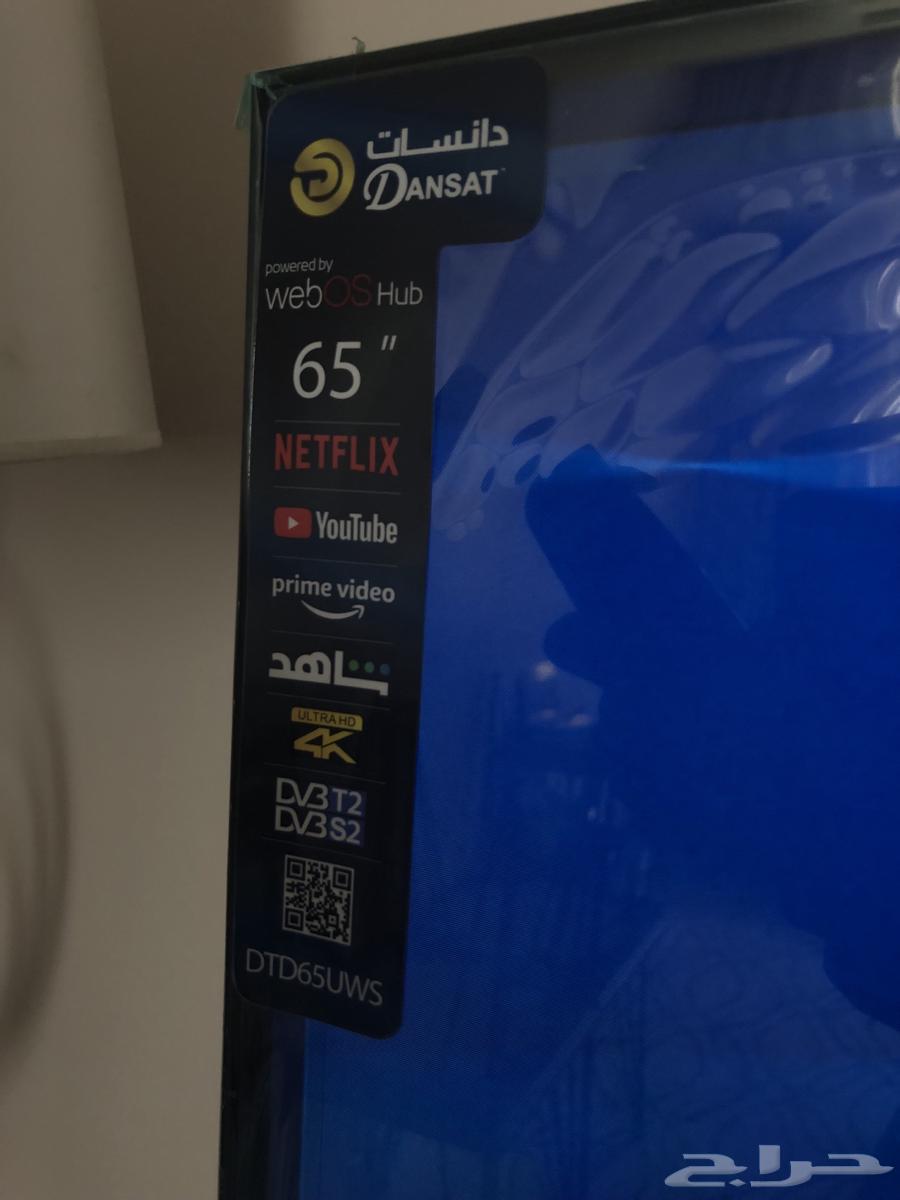 دانسات
DANSAT
powered by
webOS Hub
65"
NETFLIX
YouTube
prime video
شاهد
ULTRA HD
4K
DVB T2
DVB S2
DTD65UWS
حراج